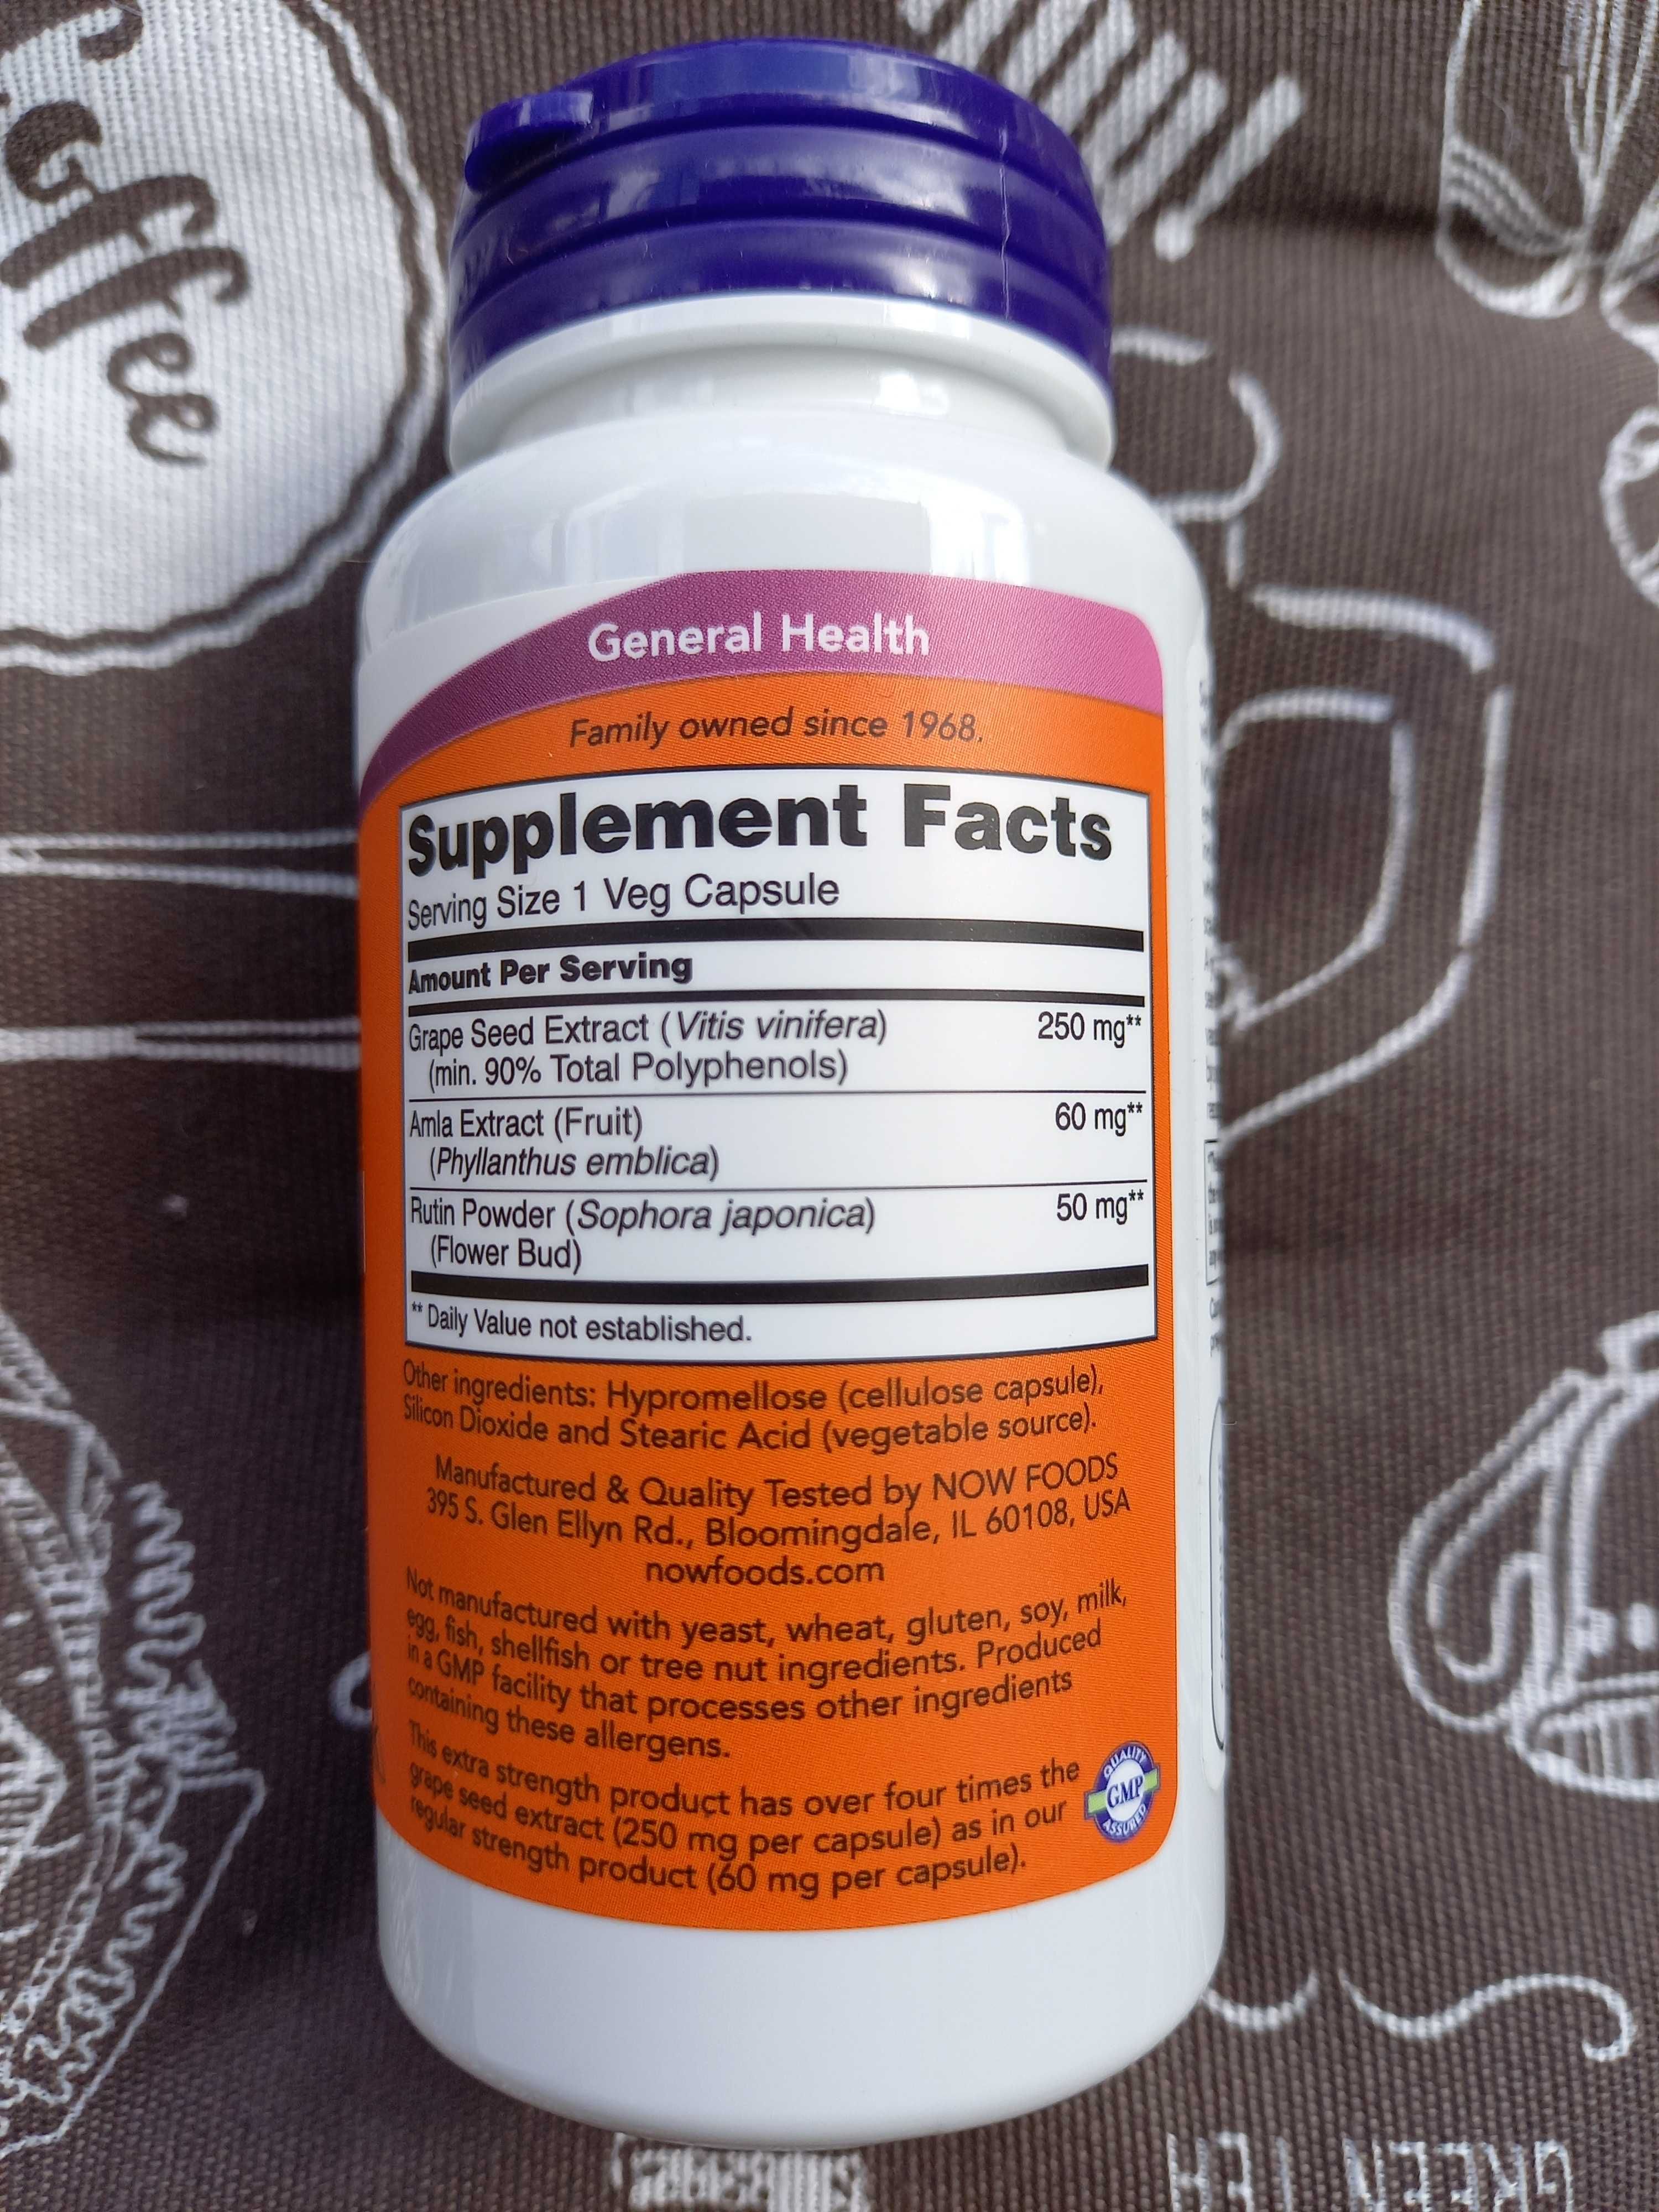 Coffee
General Health
Family owned since 1968.
Supplement Facts
Serving Size 1 Veg Capsule
Amount Per Serving
Grape Seed Extract (Vitis vinifera) 250 mg**
(min. 90% Total Polyphenols)
Amla Extract (Fruit) 60 mg**
(Phyllanthus emblica)
Rutin Powder (Sophora japonica) 50 mg**
(Flower Bud)
** Daily Value not established.
Other ingredients: Hypromellose (cellulose capsule),
Silicon Dioxide and Stearic Acid (vegetable source).
Manufactured & Quality Tested by NOW FOODS
395 S. Glen Ellyn Rd., Bloomingdale, IL 60108, USA
nowfoods.com
Not manufactured with yeast, wheat, gluten, soy, milk,
egg, fish, shellfish or tree nut ingredients. Produced
in a GMP facility that processes other ingredients
containing these allergens.
This extra strength product has over four times the
grape seed extract (250 mg per capsule) as in our
regular strength product (60 mg per capsule).
QUALITY
GMP
ASSURED
GREEN TEA